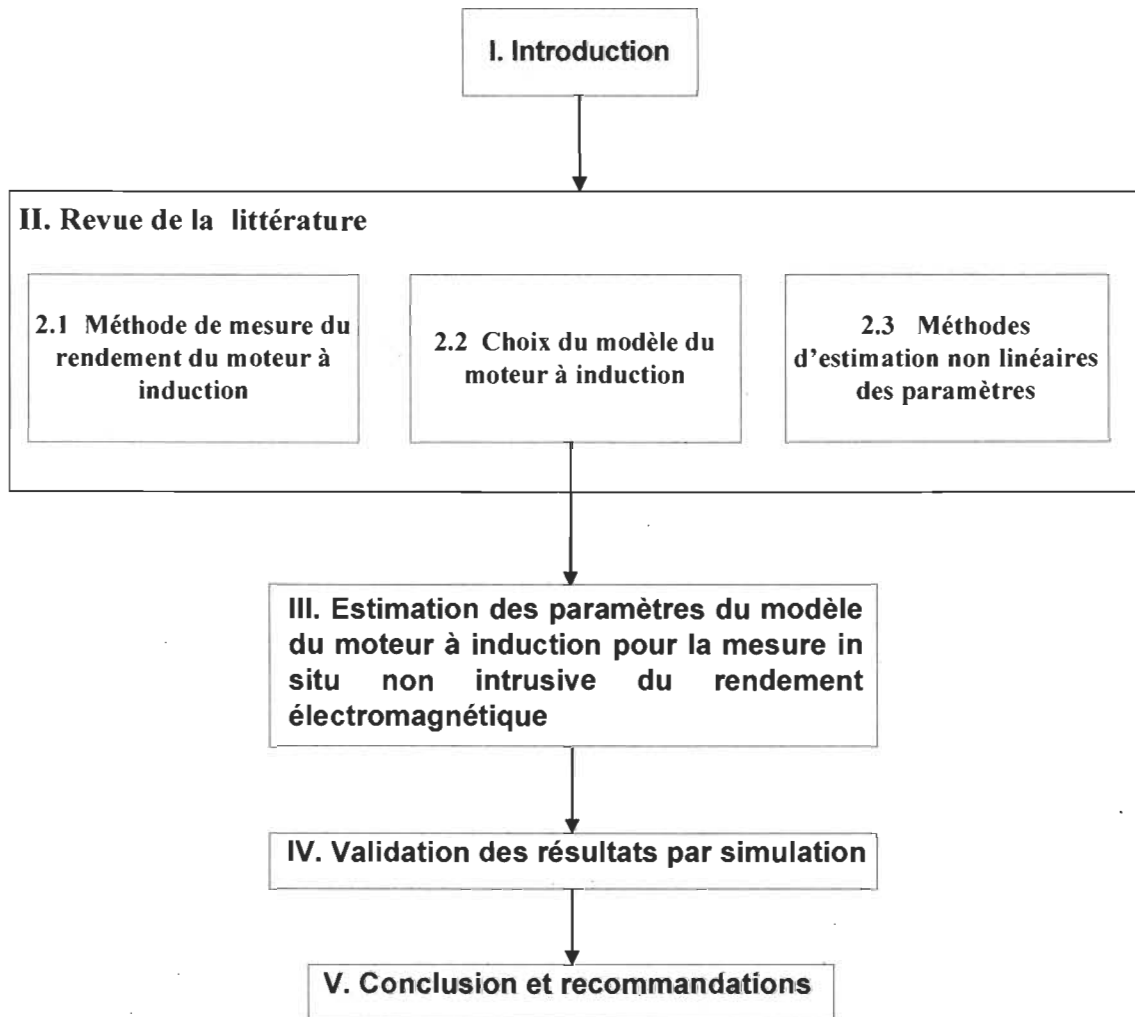 I. Introduction
II. Revue de la littérature
2.1 Méthode de mesure du
rendement du moteur à
induction
2.2 Choix du modèle du
moteur à induction
2.3 Méthodes
d'estimation non linéaires
des paramètres
III. Estimation des paramètres du modèle
du moteur à induction pour la mesure in
situ non intrusive du rendement
électromagnétique
IV. Validation des résultats par simulation
V. Conclusion et recommandations